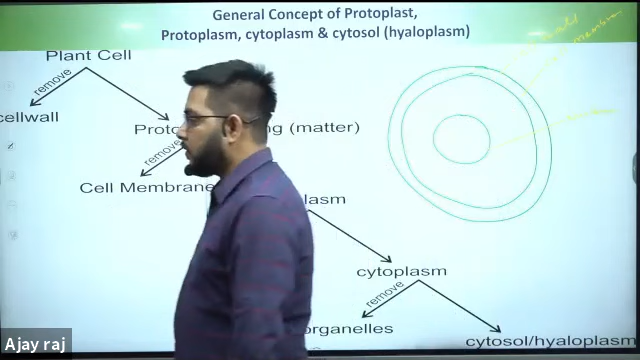 General Concept of Protoplast,
Protoplasm, cytoplasm & cytosol (hyaloplasm)
Plant Cell
remove
cellwall
Proto ng (matter)
remove
Cell Membrane
lasm
cytoplasm
remove
organelles
cytosol/hyaloplasm
Ajay raj